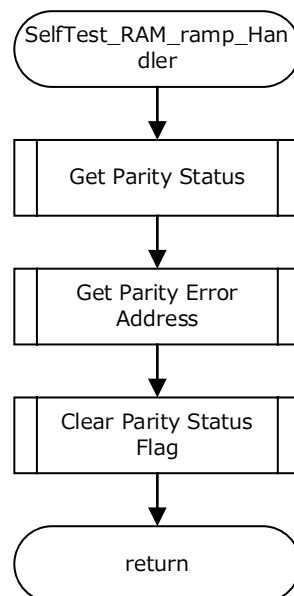 SelfTest_RAM_ramp_Han
dler
Get Parity Status
Get Parity Error
Address
Clear Parity Status
Flag
return